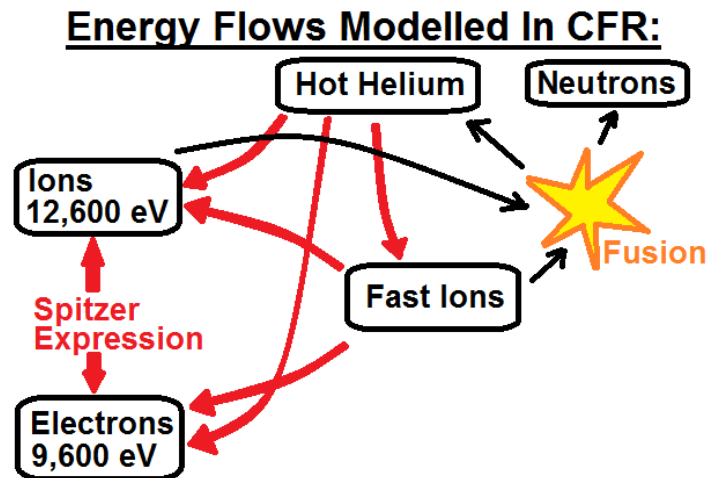 Energy Flows Modelled In CFR:
Hot Helium
Neutrons
Ions
12,600 eV
Fusion
Fast Ions
Spitzer
Expression
Electrons
9,600 eV